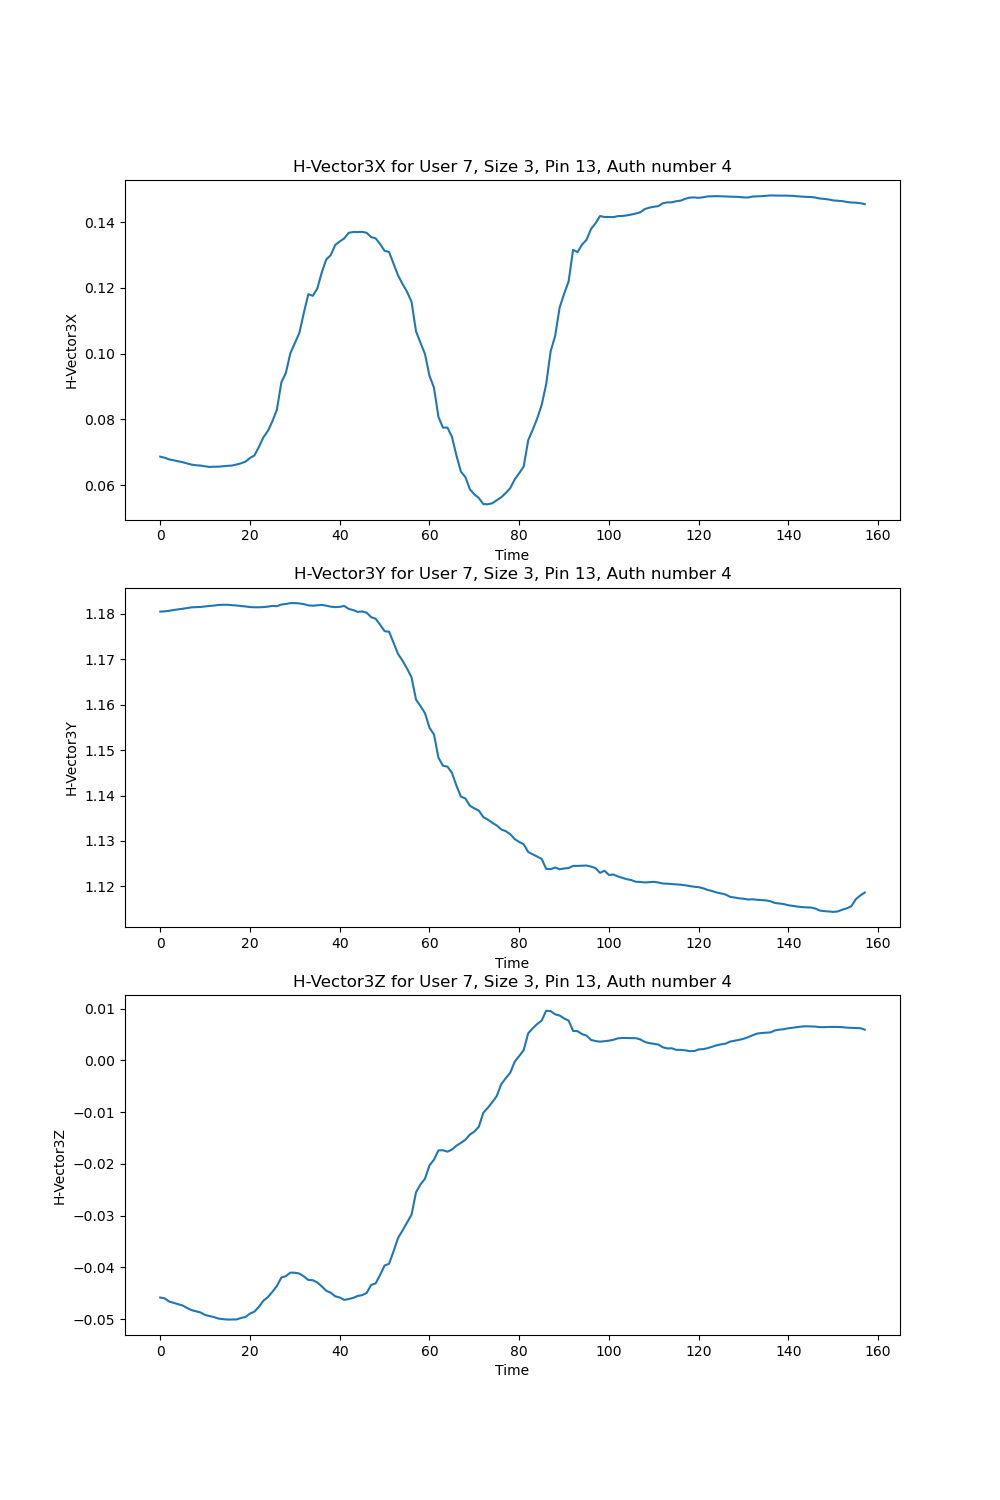 H-Vector3X for User 7, Size 3, Pin 13, Auth number 4
0.14
0.12
0.10
0.08
0.06
H-Vector3X
0 20 40 60 80 100 120 140 160
Time
H-Vector3Y for User 7, Size 3, Pin 13, Auth number 4
1.18
1.17
1.16
1.15
1.14
1.13
1.12
H-Vector3Y
0 20 40 60 80 100 120 140 160
Time
H-Vector3Z for User 7, Size 3, Pin 13, Auth number 4
0.01
0.00
−0.01
−0.02
−0.03
−0.04
−0.05
H-Vector3Z
0 20 40 60 80 100 120 140 160
Time